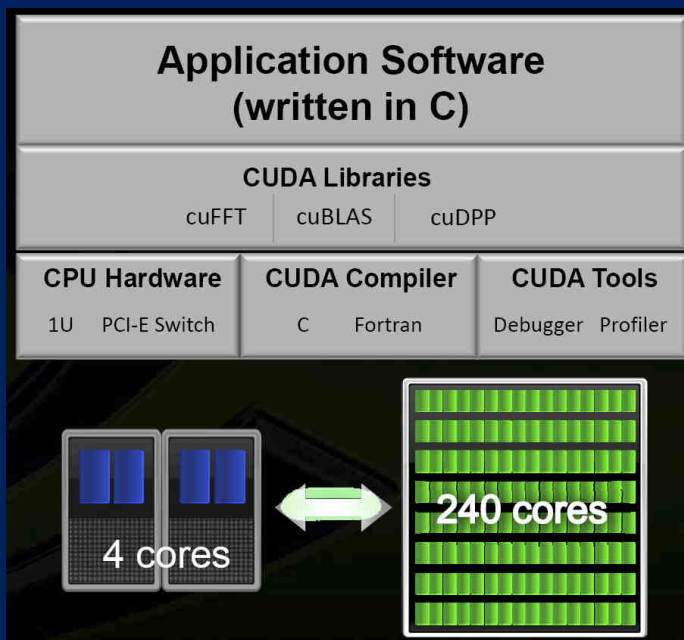 Application Software
(written in C)
CUDA Libraries
cuFFT cuBLAS cuDPP
CPU Hardware CUDA Compiler CUDA Tools
1U PCI-E Switch C Fortran Debugger Profiler
240 cores
4 cores